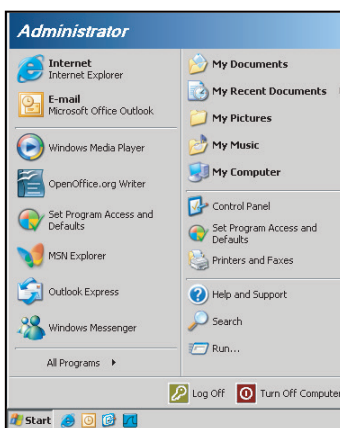 Administrator
Internet
Internet Explorer
E-mail
Microsoft Office Outlook
Windows Media Player
OpenOffice.org Writer
Set Program Access and
Defaults
MSN Explorer
Outlook Express
Windows Messenger
All Programs
My Documents
My Recent Documents
My Pictures
My Music
My Computer
Control Panel
Set Program Access and
Defaults
Printers and Faxes
Help and Support
Search
Run...
Log Off
Turn Off Computer
Start